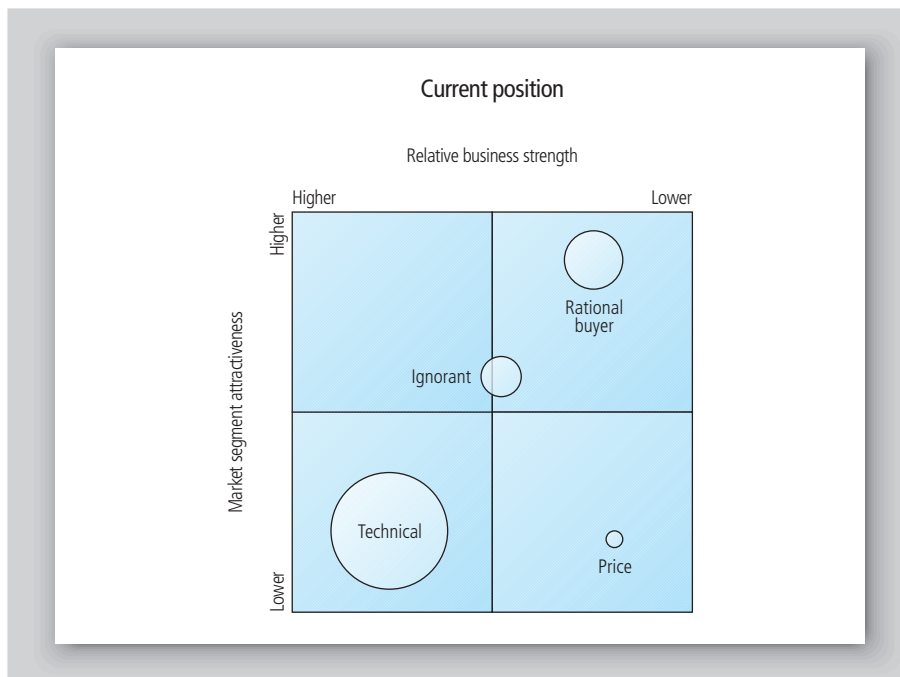 Current position
Relative business strength
Higher
Lower
Higher
Market segment attractiveness
Lower
Rational
buyer
Ignorant
Technical
Price